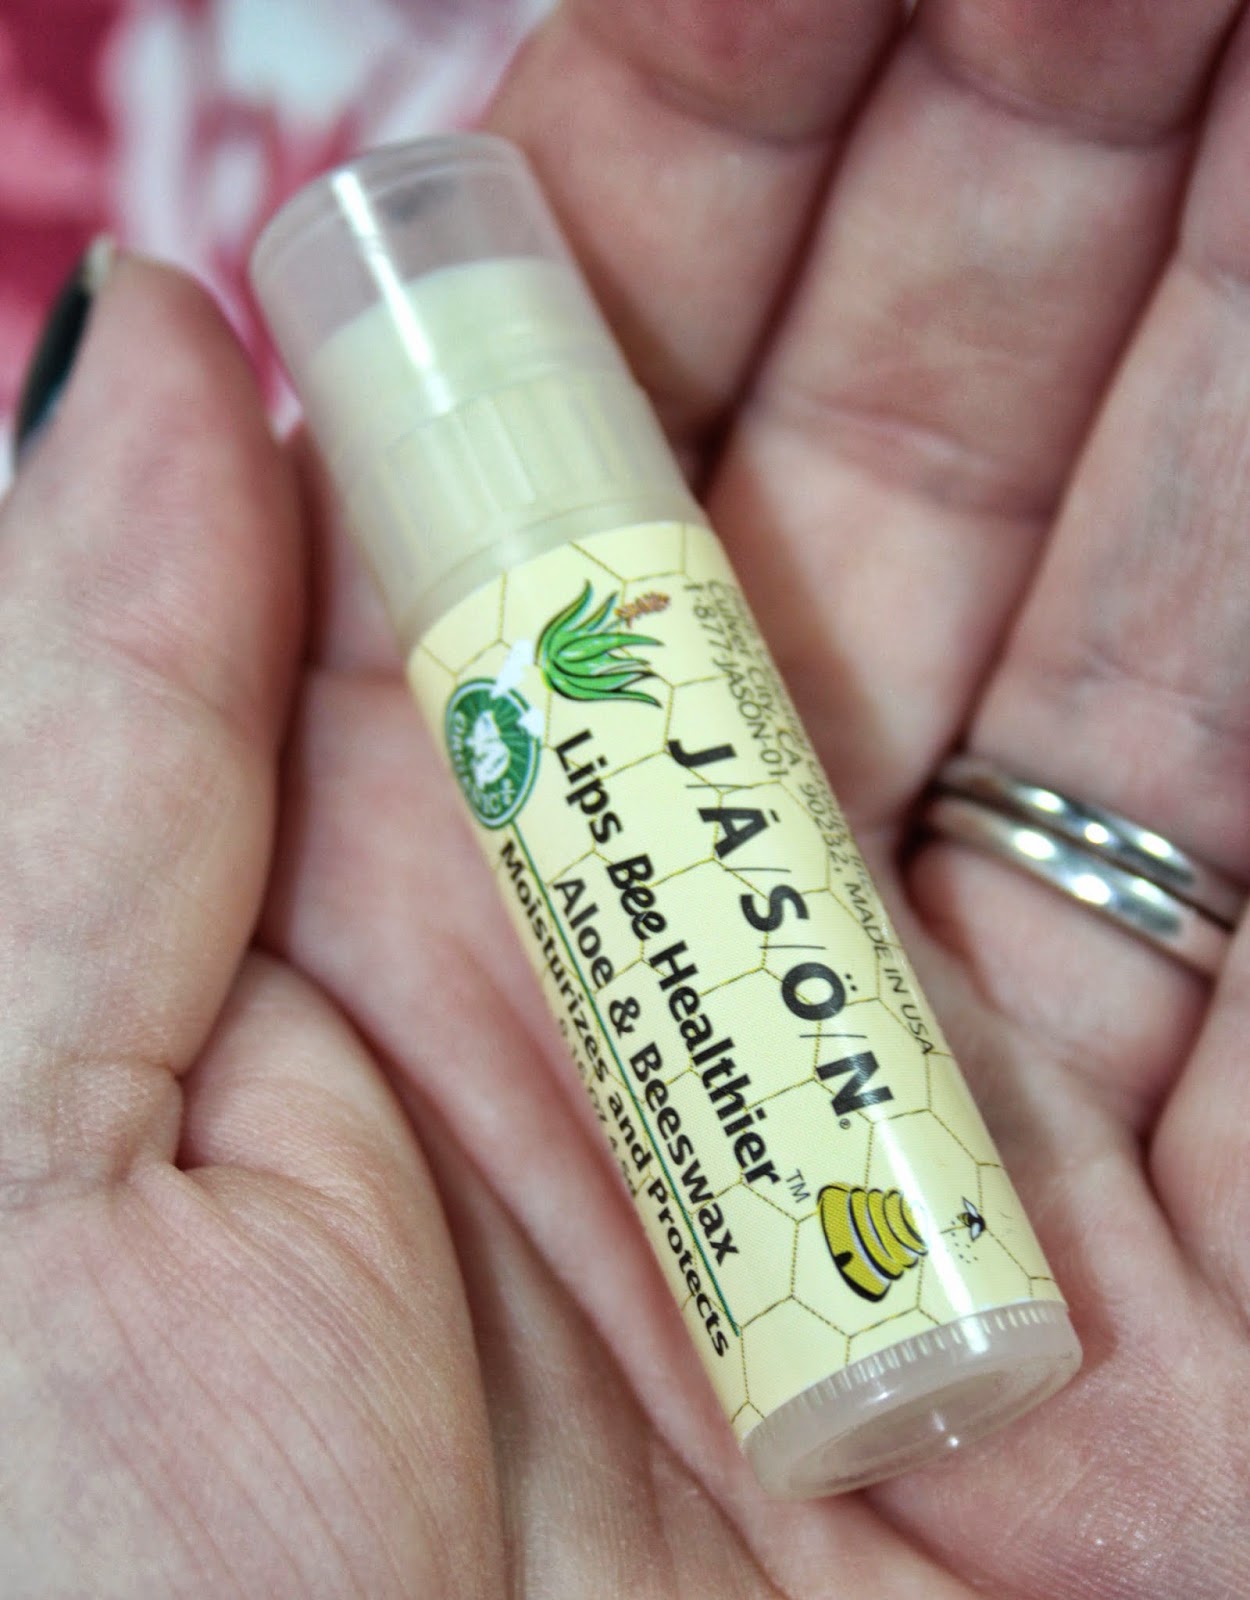 J/Ā/S/Ö/N®
Lips Bee Healthier™
Aloe & Beeswax
Moisturizes and Protects
Culver City, CA 90232, MADE IN USA
1-877-JASON-01